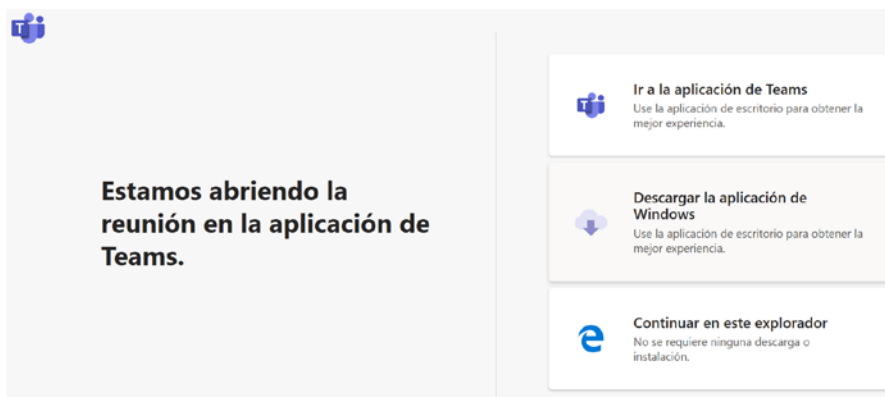 Estamos abriendo la
reunión en la aplicación de
Teams.
Ir a la aplicación de Teams
Use la aplicación de escritorio para obtener la
mejor experiencia.
Descargar la aplicación de
Windows
Use la aplicación de escritorio para obtener la
mejor experiencia.
Continuar en este explorador
No se requiere ninguna descarga o
instalación.